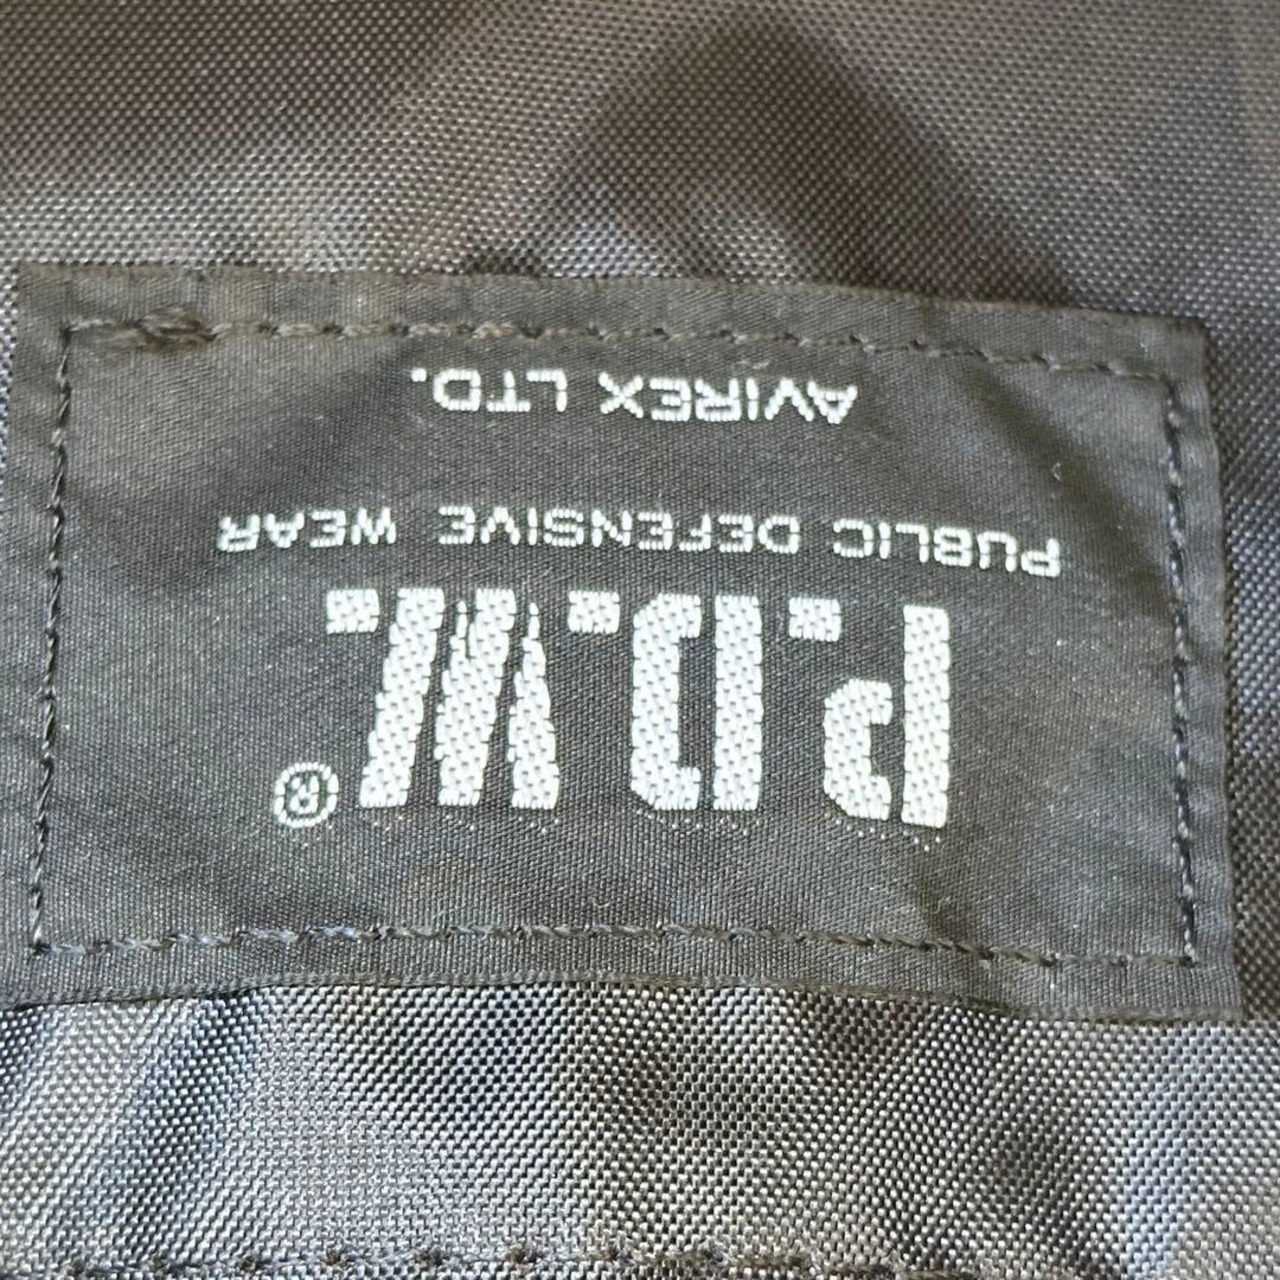 P.D.W.®
PUBLIC DEFENSIVE WEAR
AVIREX LTD.